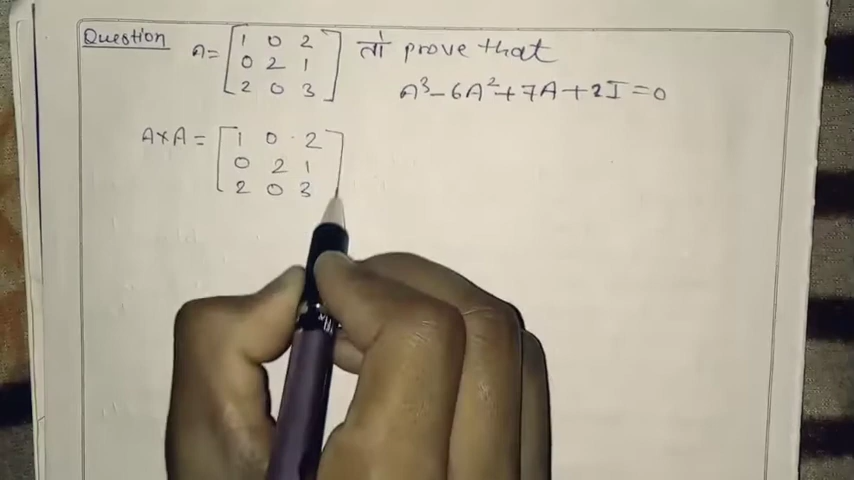 Question A = [1 0 2 तो prove that
0 2 1
2 0 3]
A³ - 6A² + 7A + 2I = 0
A×A = [1 0 2
0 2 1
2 0 3]